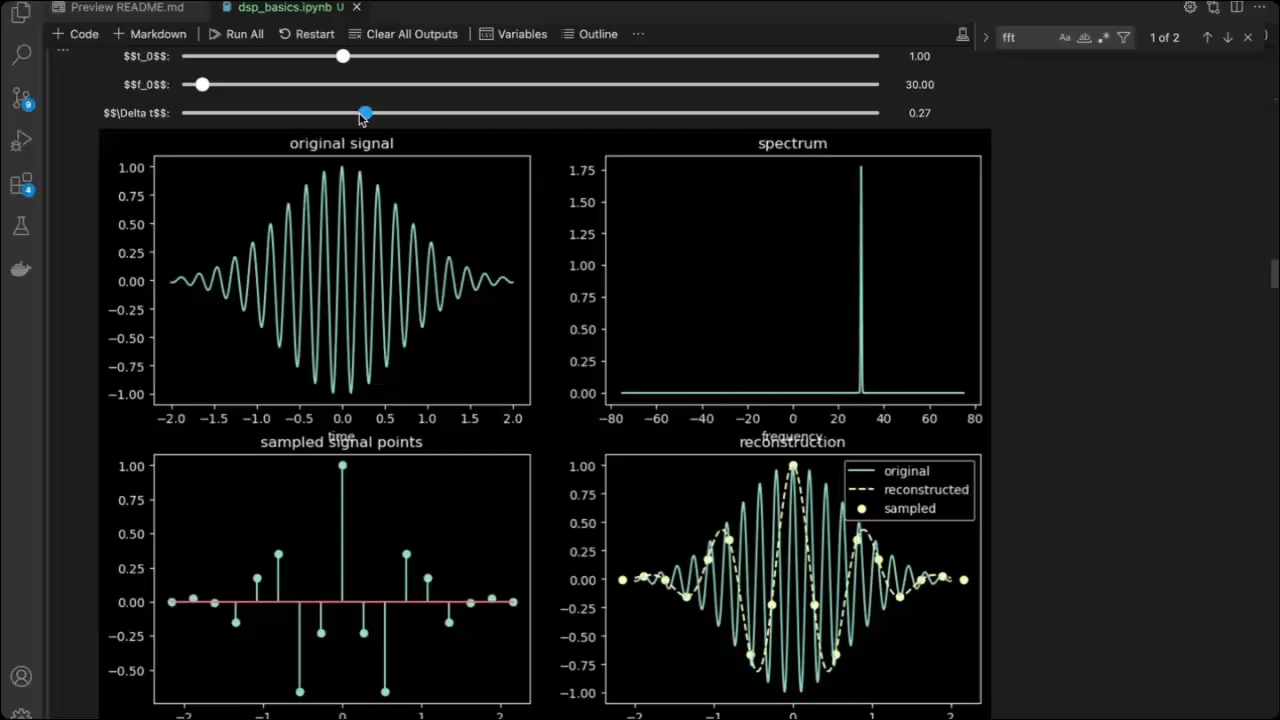 Preview README.md
dsp_basics.ipynb U
9
4
Code Markdown Run All Restart Clear All Outputs Variables Outline ...
fft
Aa ab
1 of 2
$$t_0$$: 1.00
$$f_0$$: 30.00
$$\Delta t$$: 0.27
original signal
1.00
0.75
0.50
0.25
0.00
−0.25
−0.50
−0.75
−1.00
−2.0 −1.5 −1.0 −0.5 0.0 0.5 1.0 1.5 2.0
time
spectrum
1.75
1.50
1.25
1.00
0.75
0.50
0.25
0.00
−80 −60 −40 −20 0 20 40 60 80
frequency
sampled signal points
1.00
0.75
0.50
0.25
0.00
−0.25
−0.50
−2 −1 0 1 2
reconstruction
1.00
0.75
0.50
0.25
0.00
−0.25
−0.50
−0.75
−1.00
−2 −1 0 1 2
original
reconstructed
sampled